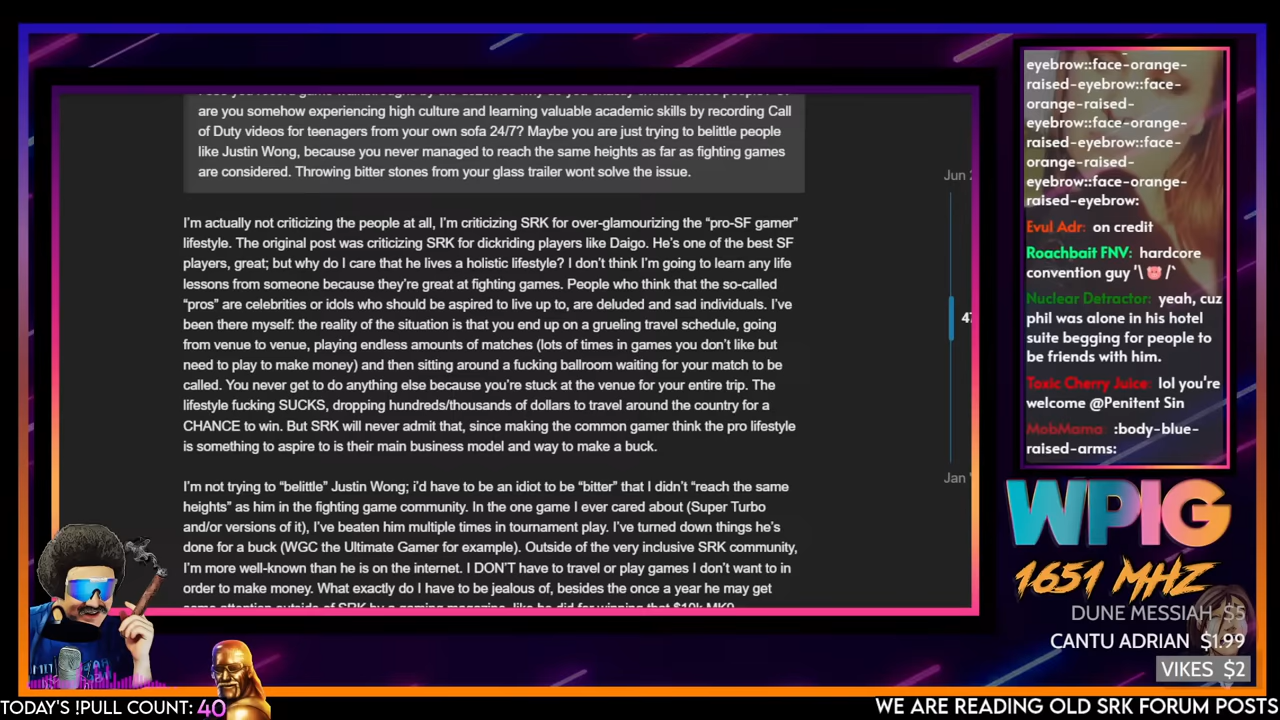 are you somehow experiencing high culture and learning valuable academic skills by recording Call
of Duty videos for teenagers from your own sofa 24/7? Maybe you are just trying to belittle people
like Justin Wong, because you never managed to reach the same heights as far as fighting games
are considered. Throwing bitter stones from your glass trailer wont solve the issue.
I'm actually not criticizing the people at all, I'm criticizing SRK for over-glamourizing the “pro-SF gamer”
lifestyle. The original post was criticizing SRK for dickriding players like Daigo. He's one of the best SF
players, great; but why do I care that he lives a holistic lifestyle? I don't think I'm going to learn any life
lessons from someone because they're great at fighting games. People who think that the so-called
“pros” are celebrities or idols who should be aspired to live up to, are deluded and sad individuals. I've
been there myself: the reality of the situation is that you end up on a grueling travel schedule, going
from venue to venue, playing endless amounts of matches (lots of times in games you don't like but
need to play to make money) and then sitting around a fucking ballroom waiting for your match to be
called. You never get to do anything else because you're stuck at the venue for your entire trip. The
lifestyle fucking SUCKS, dropping hundreds/thousands of dollars to travel around the country for a
CHANCE to win. But SRK will never admit that, since making the common gamer think the pro lifestyle
is something to aspire to is their main business model and way to make a buck.
I'm not trying to “belittle” Justin Wong; i'd have to be an idiot to be “bitter” that I didn't “reach the same
heights” as him in the fighting game community. In the one game I ever cared about (Super Turbo
and/or versions of it), I've beaten him multiple times in tournament play. I've turned down things he's
done for a buck (WGC the Ultimate Gamer for example). Outside of the very inclusive SRK community,
I'm more well-known than he is on the internet. I DON'T have to travel or play games I don't want to in
order to make money. What exactly do I have to be jealous of, besides the once a year he may get
some attention outside of SRK by a gaming magazine, like he did for winning that $10k MK9
Jun 2
47
Jan '
eyebrow::face-orange-
raised-eyebrow::face-
orange-raised-
eyebrow::face-orange-
raised-eyebrow::face-
orange-raised-
eyebrow::face-orange-
raised-eyebrow:
Evul Adr: on credit
Roachbait FNV: hardcore
convention guy '\ 🐷 /`
Nuclear Detractor: yeah, cuz
phil was alone in his hotel
suite begging for people to
be friends with him.
Toxic Cherry Juice: lol you're
welcome @Penitent Sin
MobMama: :body-blue-
raised-arms:
WPIG
1651 MHZ
DUNE MESSIAH $5
CANTU ADRIAN $1.99
VIKES $2
TODAY'S !PULL COUNT: 40
WE ARE READING OLD SRK FORUM POSTS